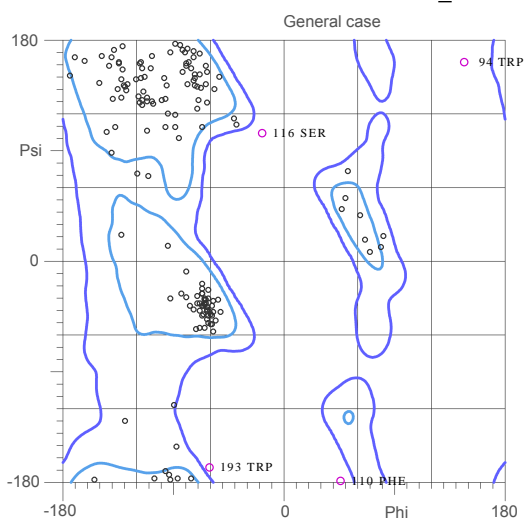 General case
180
94 TRP
116 SER
Psi
0
193 TRP
110 PHE
-180
-180
0
Phi
180